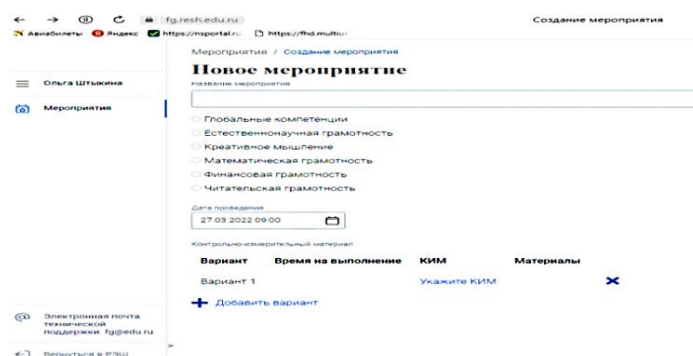 fg.resh.edu.ru
Создание мероприятия
Авиабилеты
Яндекс
https://nsportal.ru
https://fhd.multiur
Мероприятия / Создание мероприятия
Новое мероприятие
Ольга Штыкина
Название мероприятия
Мероприятия
Глобальные компетенции
Естественнонаучная грамотность
Креативное мышление
Математическая грамотность
Финансовая грамотность
Читательская грамотность
Дата проведения
27.03.2022 09:00
Контрольно-измерительный материал
Вариант Время на выполнение КИМ Материалы
Вариант 1 Укажите КИМ
Добавить вариант
Электронная почта
технической
поддержки: fg@edu.ru
Вернуться в РЭШ